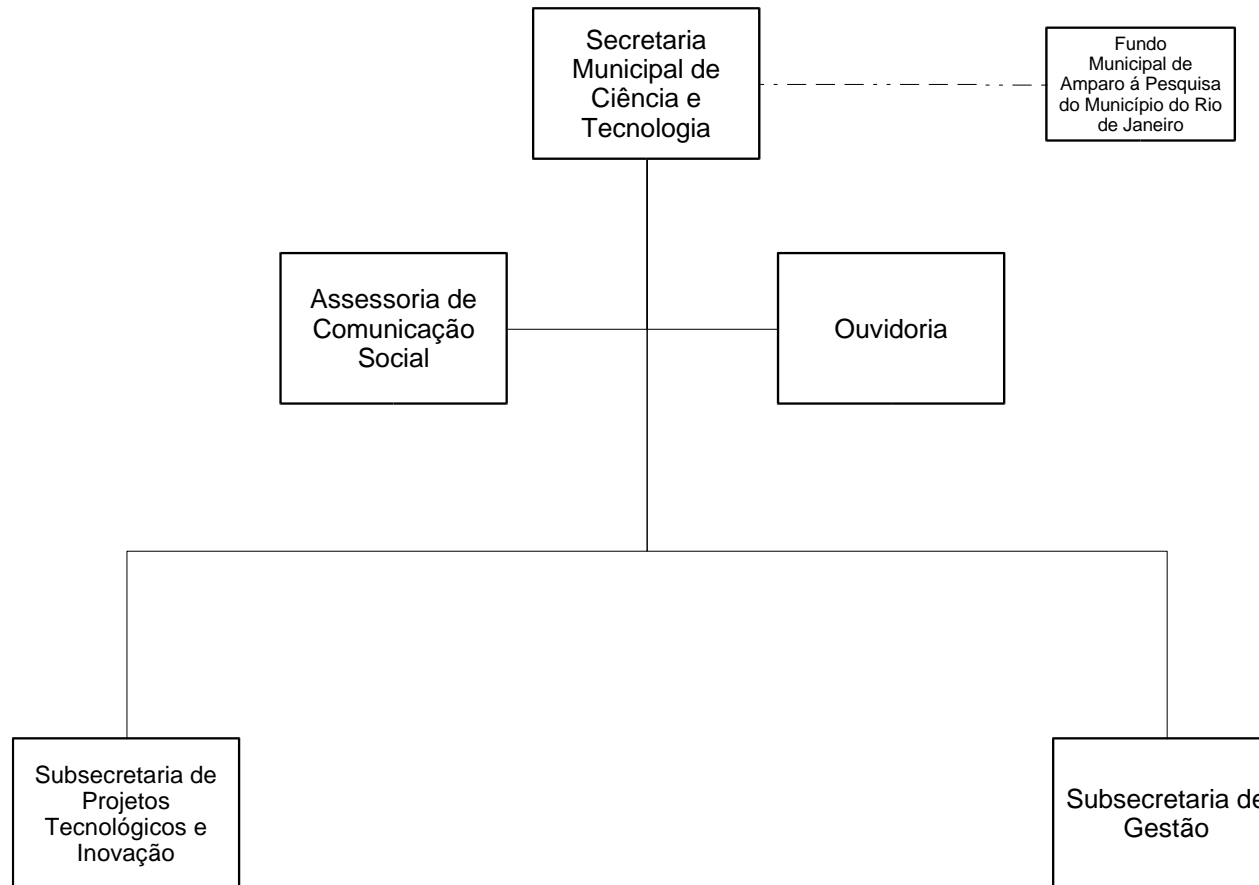 Secretaria
Municipal de
Ciência e
Tecnologia
Fundo
Municipal de
Amparo á Pesquisa
do Município do Rio
de Janeiro
Assessoria de
Comunicação
Social
Ouvidoria
Subsecretaria de
Projetos
Tecnológicos e
Inovação
Subsecretaria de
Gestão